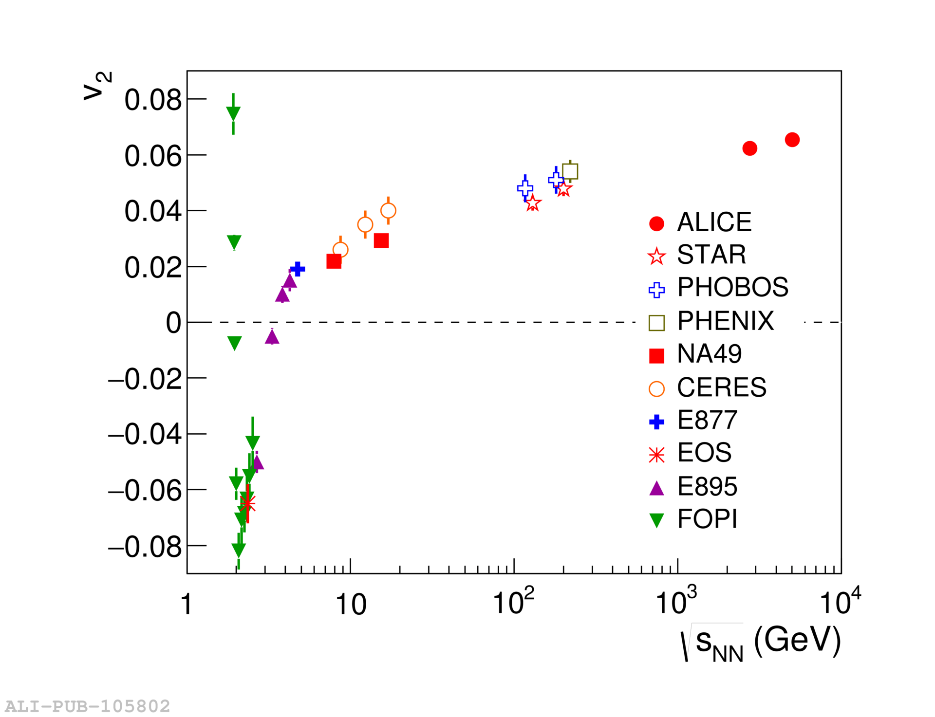 v2
0.08
0.06
0.04
0.02
0
−0.02
−0.04
−0.06
−0.08
ALICE
STAR
PHOBOS
PHENIX
NA49
CERES
E877
EOS
E895
FOPI
1 10 10² 10³ 10⁴
√sNN (GeV)
ALI−PUB−105802